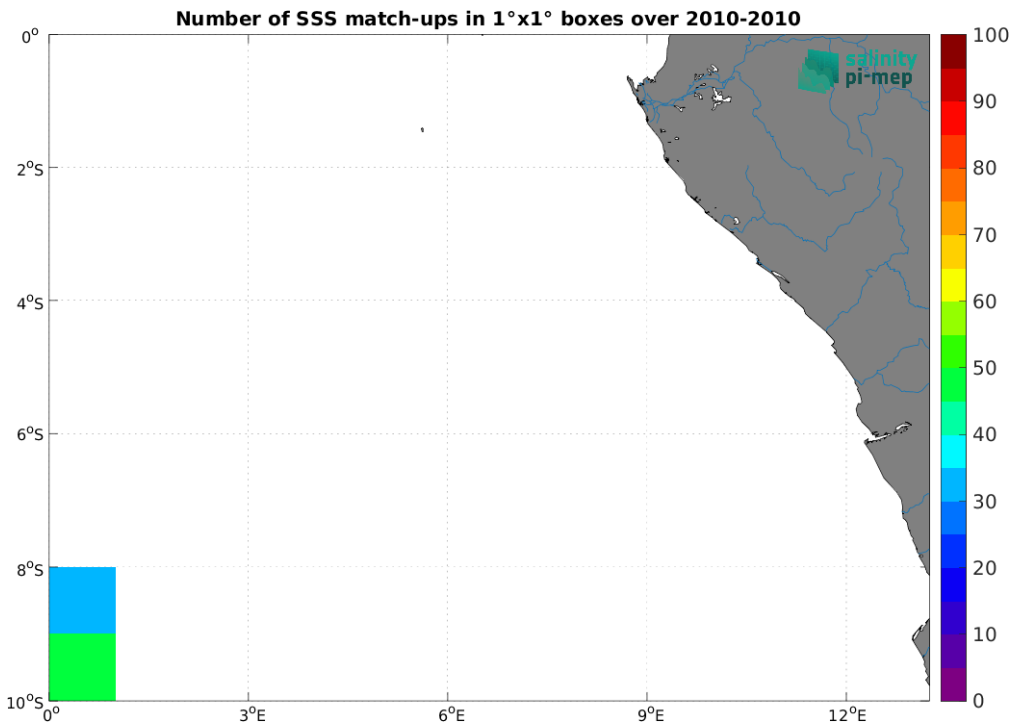 Number of SSS match-ups in 1°x1° boxes over 2010-2010
salinity
pi-mep
0°
2°S
4°S
6°S
8°S
10°S
0°
3°E
6°E
9°E
12°E
100
90
80
70
60
50
40
30
20
10
0